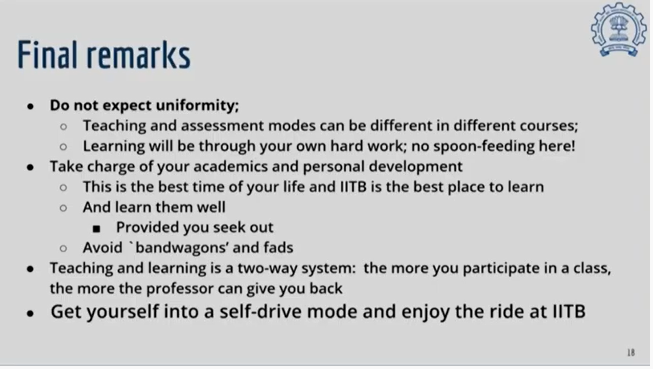 Final remarks
● Do not expect uniformity;
○ Teaching and assessment modes can be different in different courses;
○ Learning will be through your own hard work; no spoon-feeding here!
● Take charge of your academics and personal development
○ This is the best time of your life and IITB is the best place to learn
○ And learn them well
■ Provided you seek out
○ Avoid `bandwagons’ and fads
● Teaching and learning is a two-way system: the more you participate in a class,
the more the professor can give you back
● Get yourself into a self-drive mode and enjoy the ride at IITB
18